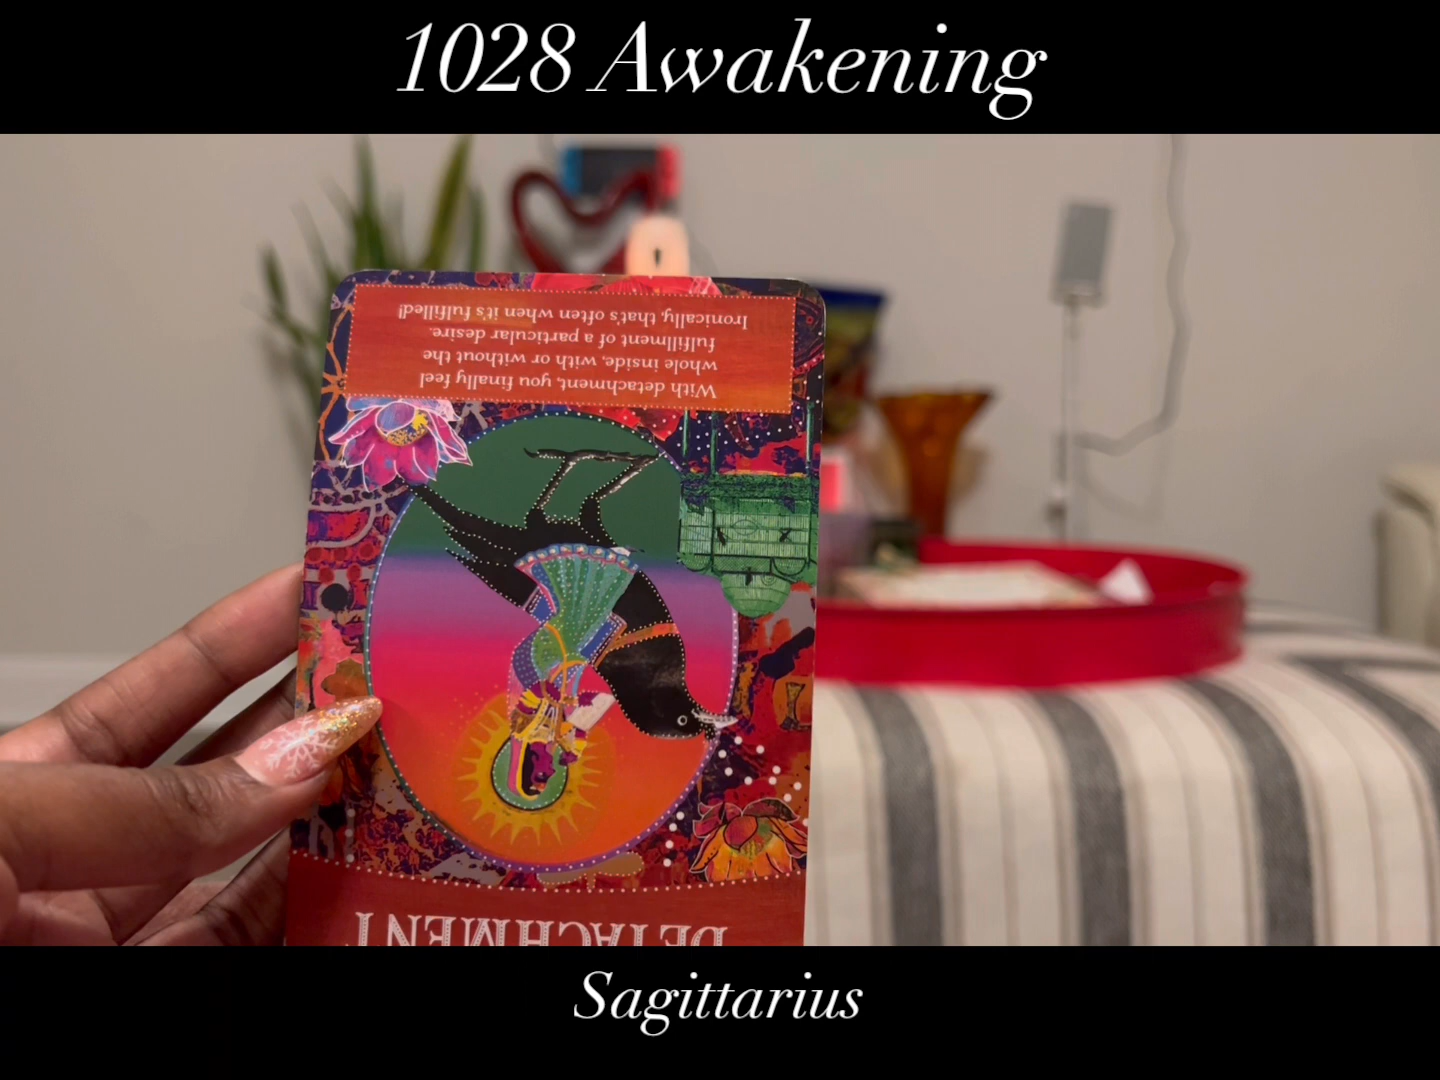 1028 Awakening
DETACHMENT
With detachment, you finally feel
whole inside, with or without the
fulfillment of a particular desire.
Ironically, that's often when it's fulfilled!
Sagittarius